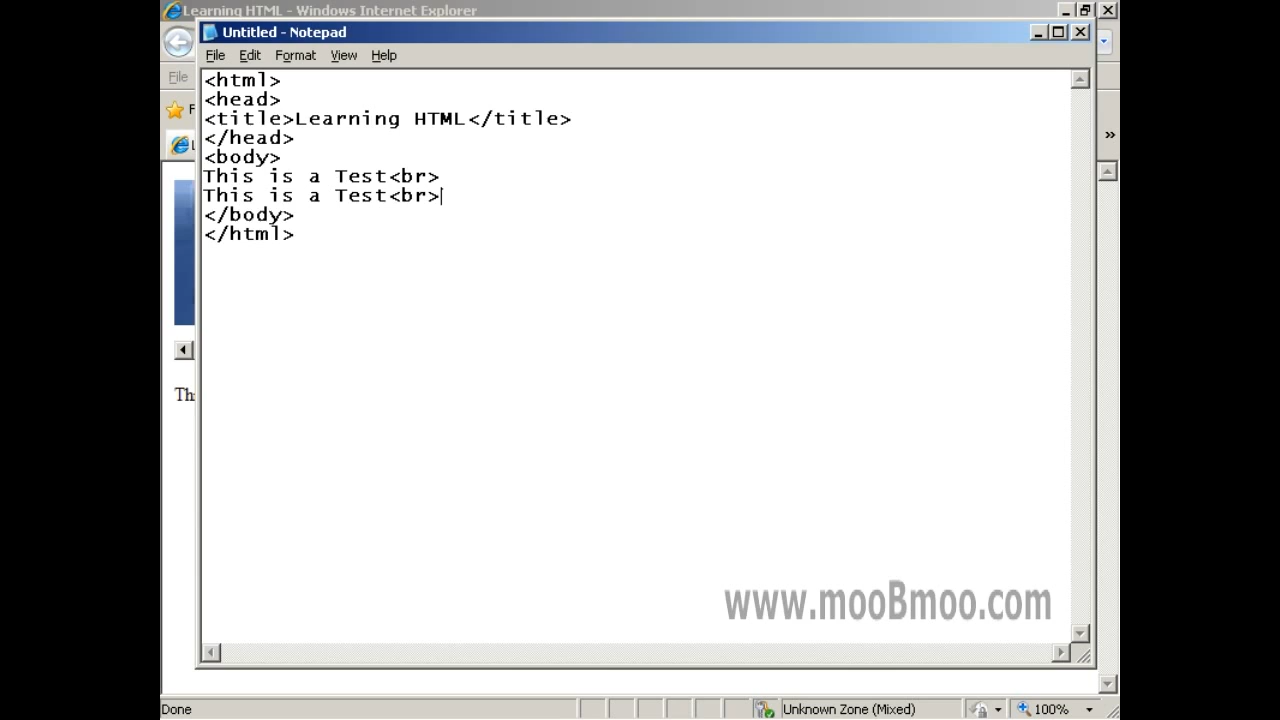 Learning HTML - Windows Internet Explorer
Untitled - Notepad
File Edit Format View Help
File
<html>
<head>
<title>Learning HTML</title>
</head>
<body>
This is a Test<br>
This is a Test<br>
</body>
</html>
www.mooBmoo.com
Done
Unknown Zone (Mixed)
100%